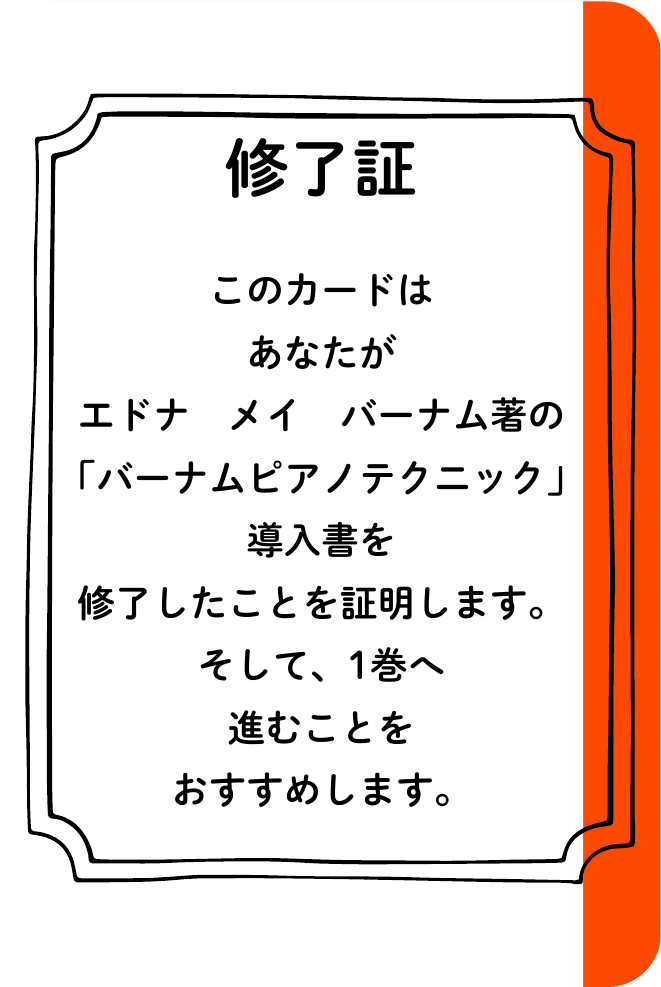 修了証
このカードは
あなたが
エドナ　メイ　バーナム著の
「バーナムピアノテクニック」
導入書を
修了したことを証明します。
そして、1巻へ
進むことを
おすすめします。